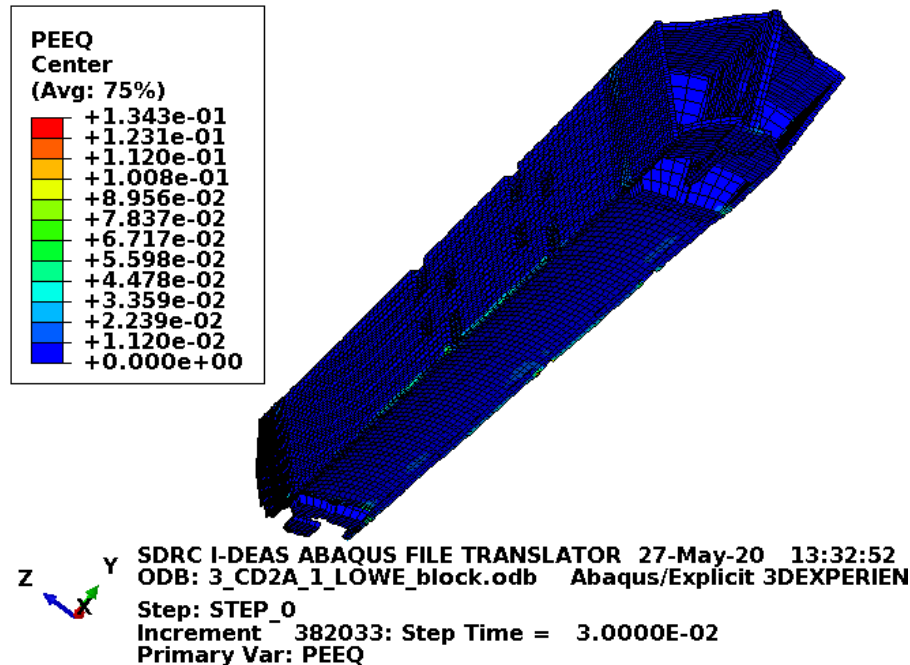 PEEQ
Center
(Avg: 75%)
+1.343e-01
+1.231e-01
+1.120e-01
+1.008e-01
+8.956e-02
+7.837e-02
+6.717e-02
+5.598e-02
+4.478e-02
+3.359e-02
+2.239e-02
+1.120e-02
+0.000e+00
Z Y X
SDRC I-DEAS ABAQUS FILE TRANSLATOR 27-May-20 13:32:52
ODB: 3_CD2A_1_LOWE_block.odb Abaqus/Explicit 3DEXPERIEN
Step: STEP_0
Increment 382033: Step Time = 3.0000E-02
Primary Var: PEEQ